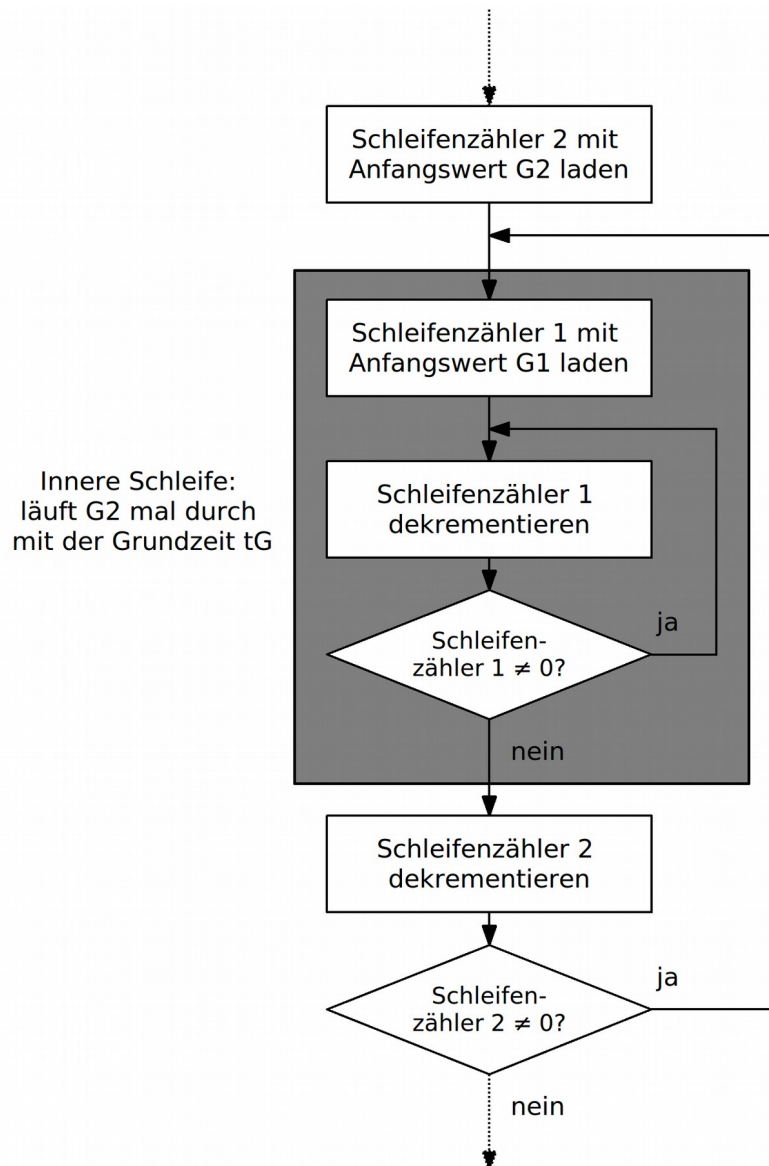 Schleifenzähler 2 mit
Anfangswert G2 laden
Schleifenzähler 1 mit
Anfangswert G1 laden
Innere Schleife:
läuft G2 mal durch
mit der Grundzeit tG
Schleifenzähler 1
dekrementieren
Schleifen-
zähler 1 ≠ 0?
ja
nein
Schleifenzähler 2
dekrementieren
Schleifen-
zähler 2 ≠ 0?
ja
nein